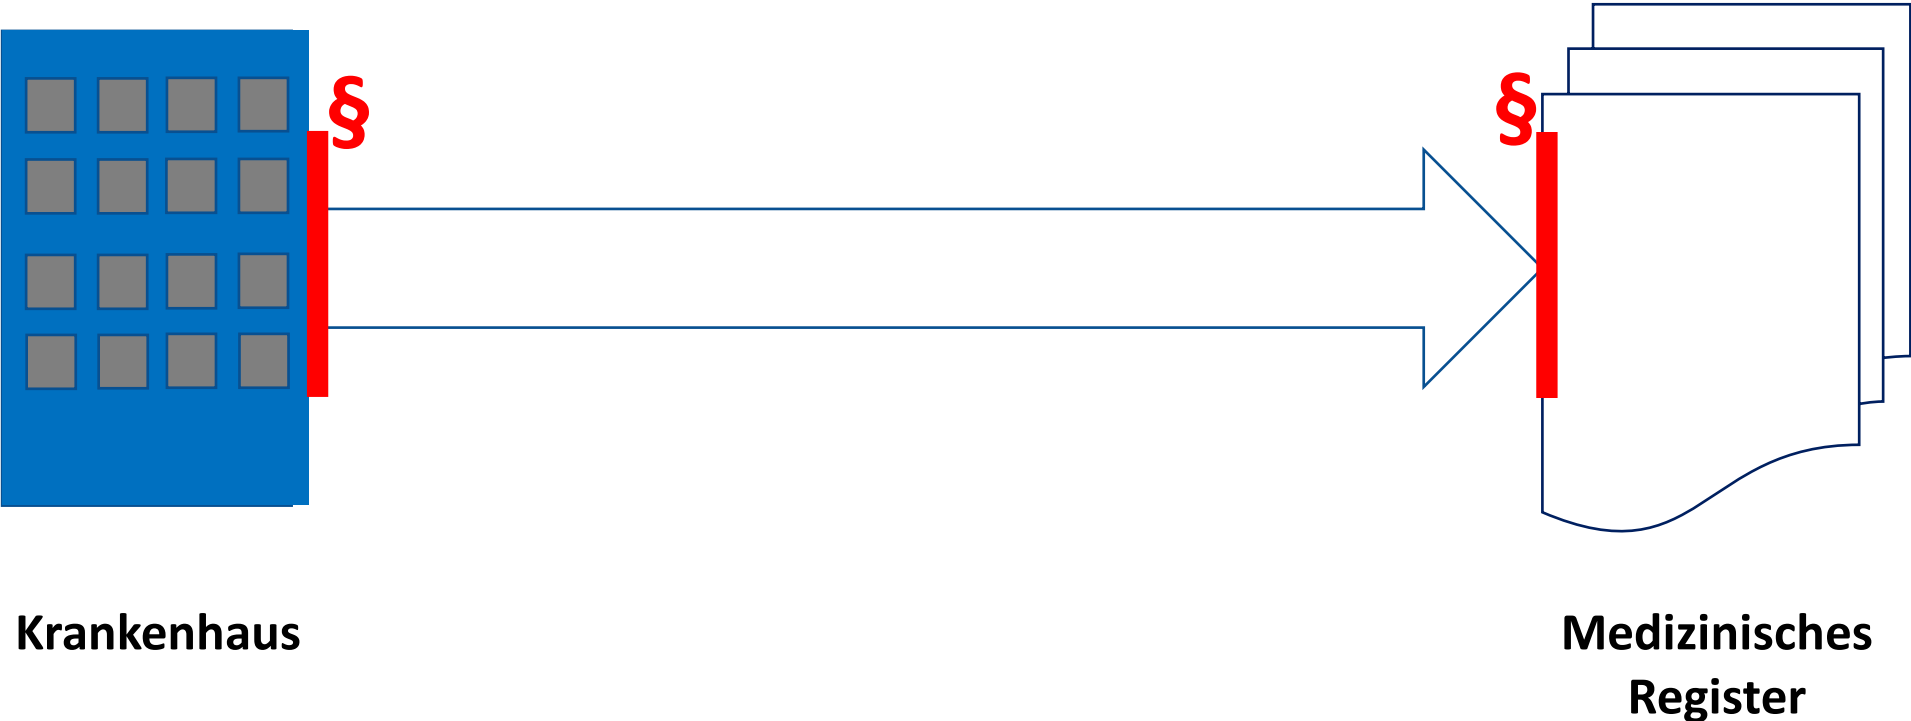 §
§
Krankenhaus
Medizinisches
Register